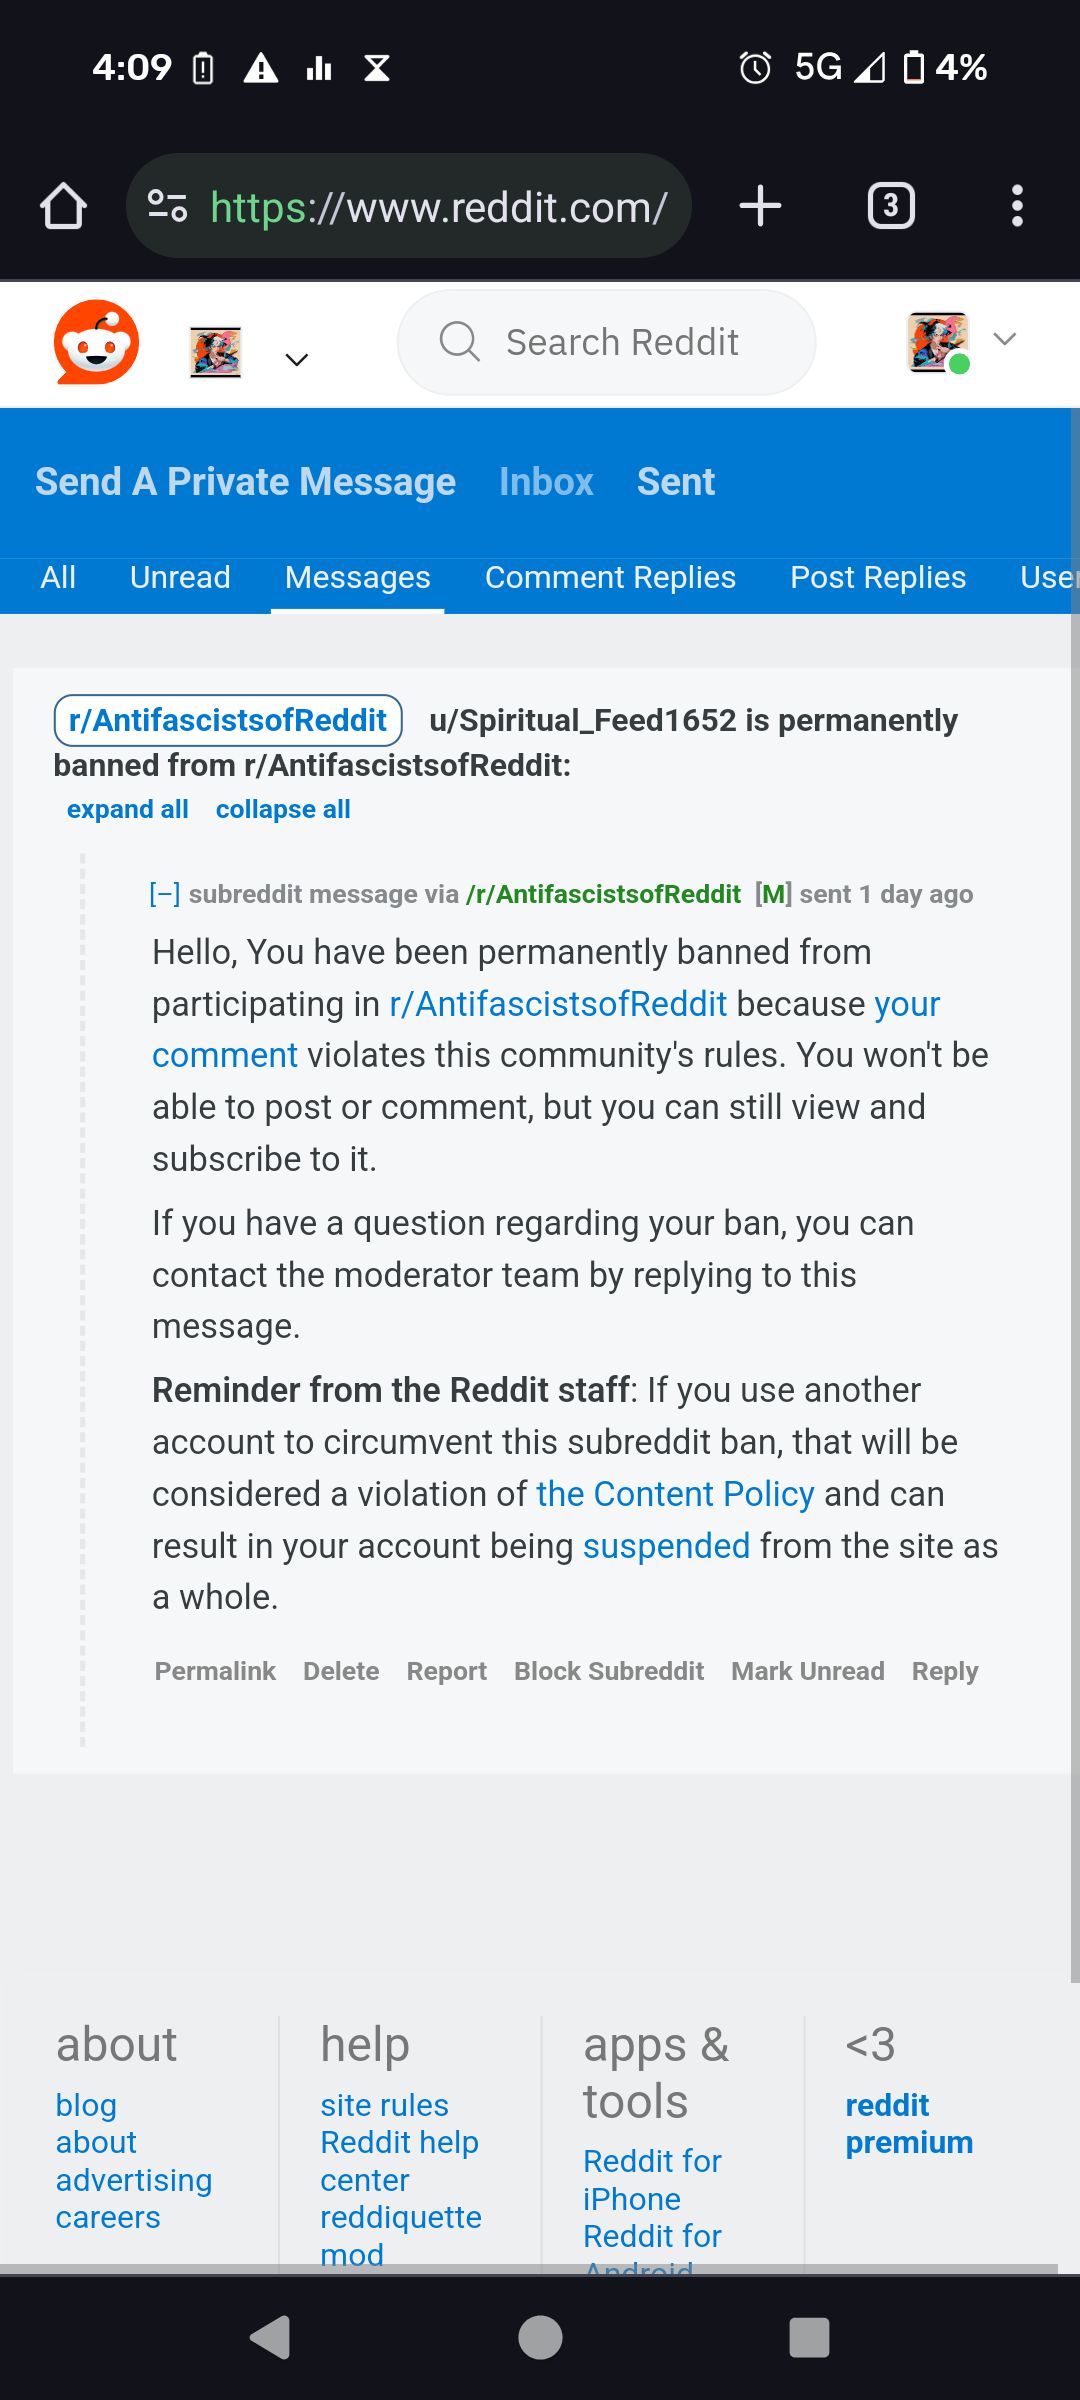 4:09 5G 4%
https://www.reddit.com/ 3
Search Reddit
Send A Private Message Inbox Sent
All Unread Messages Comment Replies Post Replies User
r/AntifascistsofReddit u/Spiritual_Feed1652 is permanently
banned from r/AntifascistsofReddit:
expand all collapse all
[–] subreddit message via /r/AntifascistsofReddit [M] sent 1 day ago
Hello, You have been permanently banned from
participating in r/AntifascistsofReddit because your
comment violates this community's rules. You won't be
able to post or comment, but you can still view and
subscribe to it.
If you have a question regarding your ban, you can
contact the moderator team by replying to this
message.
Reminder from the Reddit staff: If you use another
account to circumvent this subreddit ban, that will be
considered a violation of the Content Policy and can
result in your account being suspended from the site as
a whole.
Permalink Delete Report Block Subreddit Mark Unread Reply
about
blog
about
advertising
careers
help
site rules
Reddit help
center
reddiquette
mod
apps &
tools
Reddit for
iPhone
Reddit for
Android
<3
reddit
premium